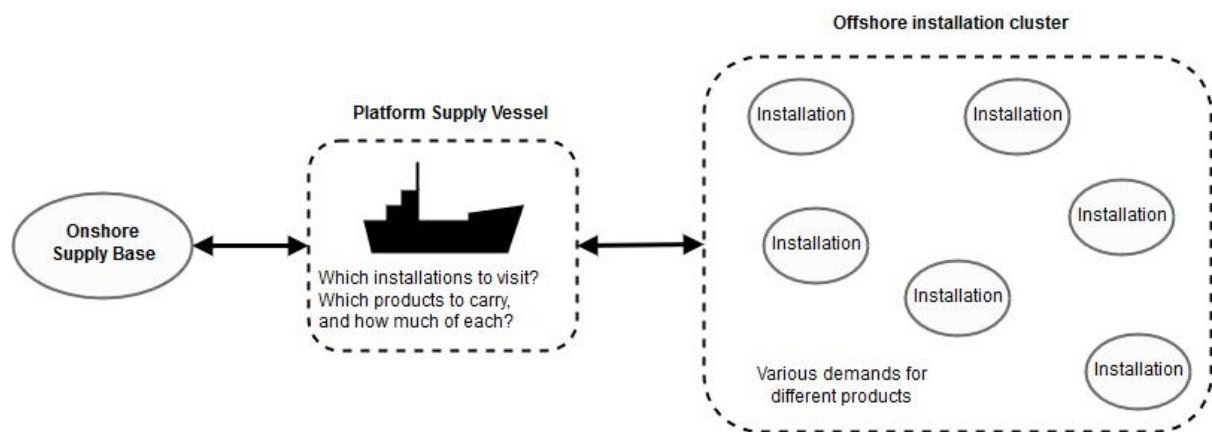 Offshore installation cluster
Platform Supply Vessel
Onshore
Supply Base
Which installations to visit?
Which products to carry,
and how much of each?
Installation
Installation
Installation
Installation
Installation
Installation
Various demands for
different products